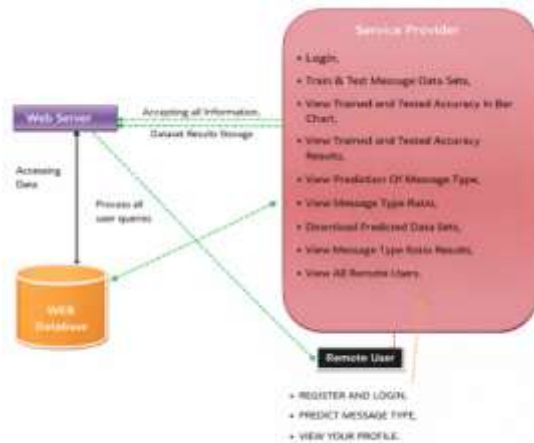 Service Provider
• Login,
• Train & Test Message Data Sets,
• View Trained and Tested Accuracy in Bar
Chart,
• View Trained and Tested Accuracy
Results,
• View Prediction Of Message Type,
• View Message Type Ratio,
• Download Predicted Data Sets,
• View Message Type Ratio Results,
• View All Remote Users.
Web Server
Accepting all Information,
Dataset Results Storage
Accessing
Data
Process all
user queries
WEB
Database
Remote User
• REGISTER AND LOGIN,
• PREDICT MESSAGE TYPE,
• VIEW YOUR PROFILE.